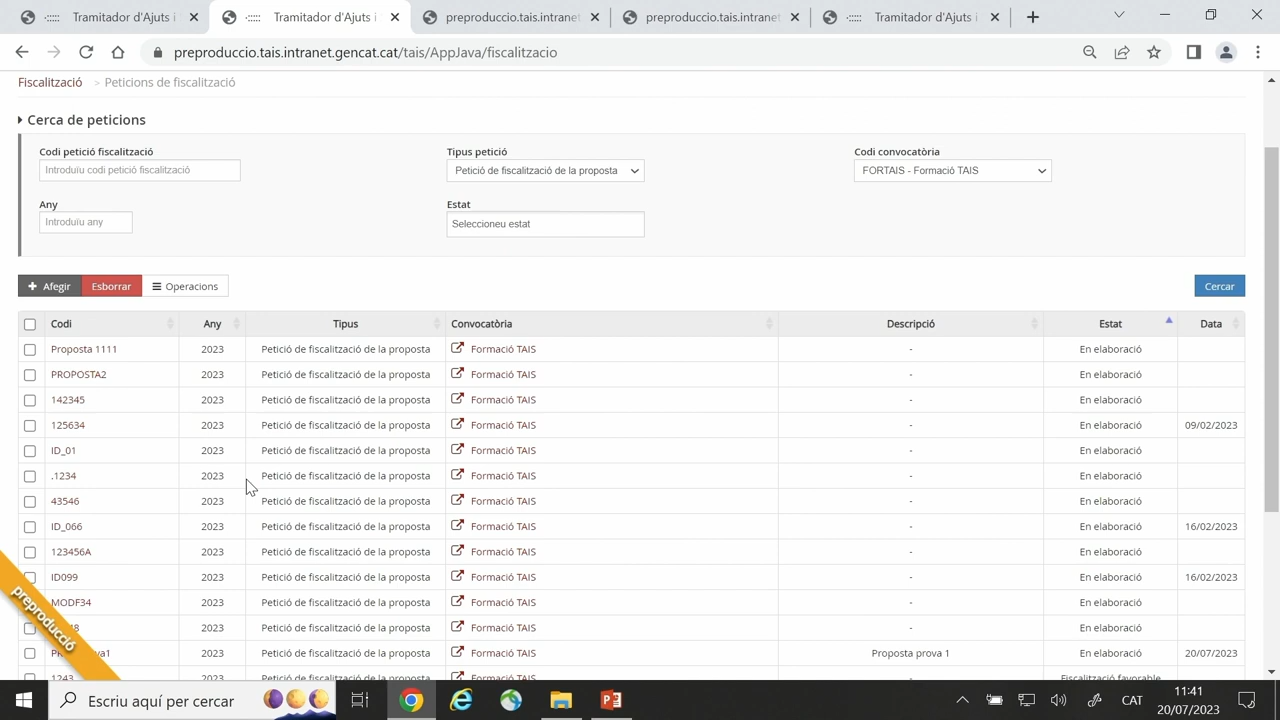 Tramitador d'Ajuts i
Tramitador d'Ajuts i
preproduccio.tais.intranet
preproduccio.tais.intranet.
Tramitador d'Ajuts i
preproduccio.tais.intranet.gencat.cat/tais/AppJava/fiscalitzacio
Fiscalització > Peticions de fiscalització
Cerca de peticions
Codi petició fiscalització
Tipus petició
Codi convocatòria
Introduïu codi petició fiscalització
Petició de fiscalització de la proposta
FORTAIS - Formació TAIS
Any
Estat
Introduïu any
Seleccioneu estat
Afegir Esborrar Operacions Cercar
Codi Any Tipus Convocatòria Descripció Estat Data
Proposta 1111 2023 Petició de fiscalització de la proposta Formació TAIS - En elaboració
PROPOSTA2 2023 Petició de fiscalització de la proposta Formació TAIS - En elaboració
142345 2023 Petició de fiscalització de la proposta Formació TAIS - En elaboració
125634 2023 Petició de fiscalització de la proposta Formació TAIS - En elaboració 09/02/2023
ID_01 2023 Petició de fiscalització de la proposta Formació TAIS - En elaboració
.1234 2023 Petició de fiscalització de la proposta Formació TAIS - En elaboració
43546 2023 Petició de fiscalització de la proposta Formació TAIS - En elaboració
ID_066 2023 Petició de fiscalització de la proposta Formació TAIS - En elaboració 16/02/2023
123456A 2023 Petició de fiscalització de la proposta Formació TAIS - En elaboració
ID099 2023 Petició de fiscalització de la proposta Formació TAIS - En elaboració 16/02/2023
MODF34 2023 Petició de fiscalització de la proposta Formació TAIS - En elaboració
2023 Petició de fiscalització de la proposta Formació TAIS - En elaboració
2023 Petició de fiscalització de la proposta Formació TAIS Proposta prova 1 En elaboració 20/07/2023
1243 2023 Petició de fiscalització de la proposta Formació TAIS - Fiscalització favorable
preproducció
Escriu aquí per cercar
CAT
11:41
20/07/2023